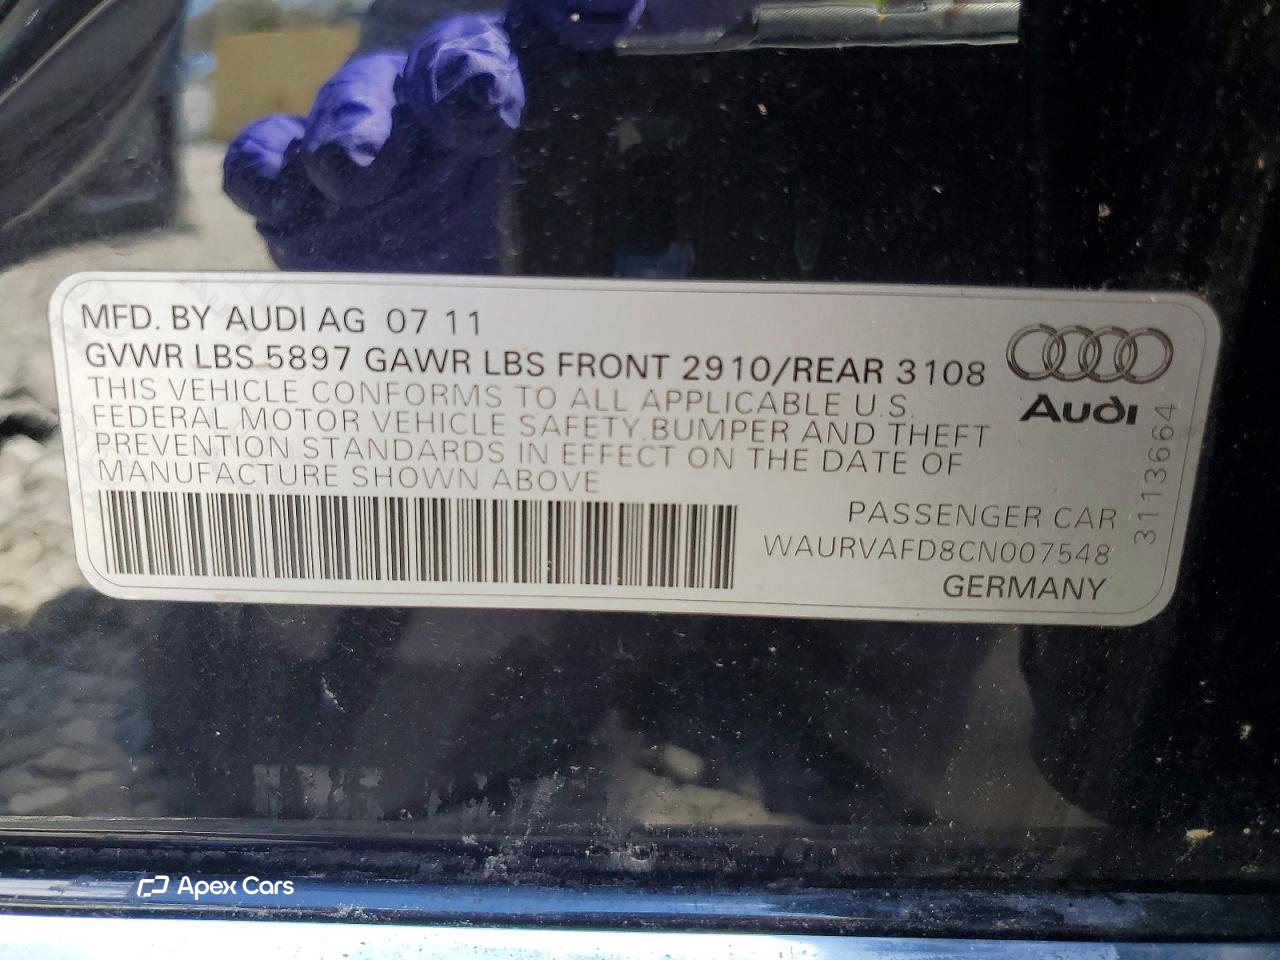 MFD. BY AUDI AG 07 11
GVWR LBS 5897 GAWR LBS FRONT 2910/REAR 3108
THIS VEHICLE CONFORMS TO ALL APPLICABLE U.S.
FEDERAL MOTOR VEHICLE SAFETY, BUMPER AND THEFT
PREVENTION STANDARDS IN EFFECT ON THE DATE OF
MANUFACTURE SHOWN ABOVE
Audi
3113664
PASSENGER CAR
WAURVAFD8CN007548
GERMANY
Apex Cars